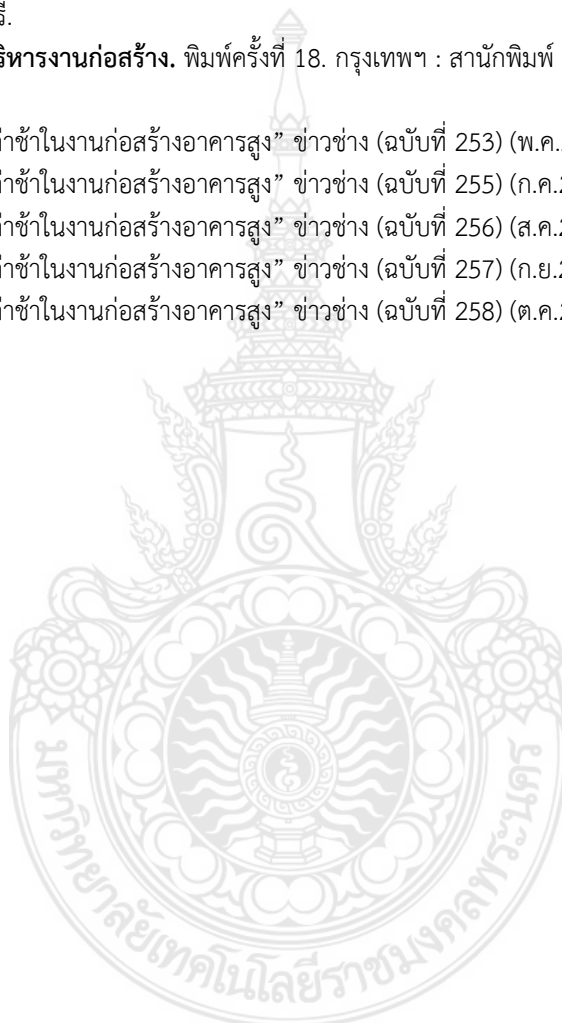 รี.
ริหารงานก่อสร้าง. พิมพ์ครั้งที่ 18. กรุงเทพฯ : สานักพิมพ์
่าช้าในงานก่อสร้างอาคารสูง” ข่าวช่าง (ฉบับที่ 253) (พ.ค.
่าช้าในงานก่อสร้างอาคารสูง” ข่าวช่าง (ฉบับที่ 255) (ก.ค.
่าช้าในงานก่อสร้างอาคารสูง” ข่าวช่าง (ฉบับที่ 256) (ส.ค.
่าช้าในงานก่อสร้างอาคารสูง” ข่าวช่าง (ฉบับที่ 257) (ก.ย.
่าช้าในงานก่อสร้างอาคารสูง” ข่าวช่าง (ฉบับที่ 258) (ต.ค.
มหาวิทยาลัยเทคโนโลยีราชมงคลพระนคร